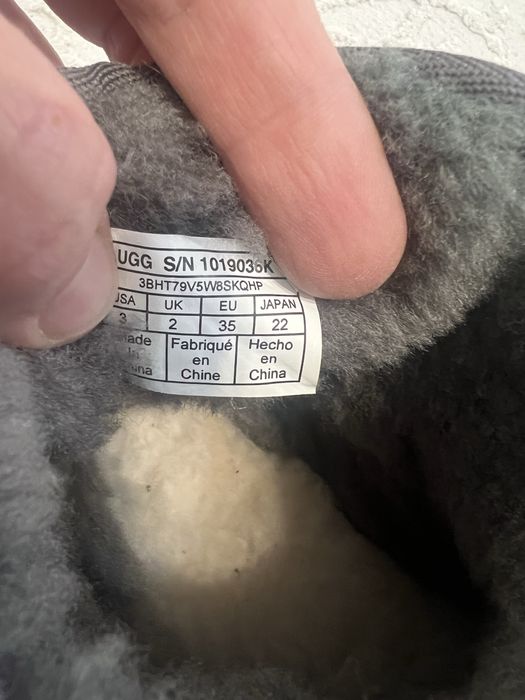 UGG S/N 1019036K
3BHT79V5W8SKQHP
USA UK EU JAPAN
3 2 35 22
Fabriqué Hecho
en en
Chine China